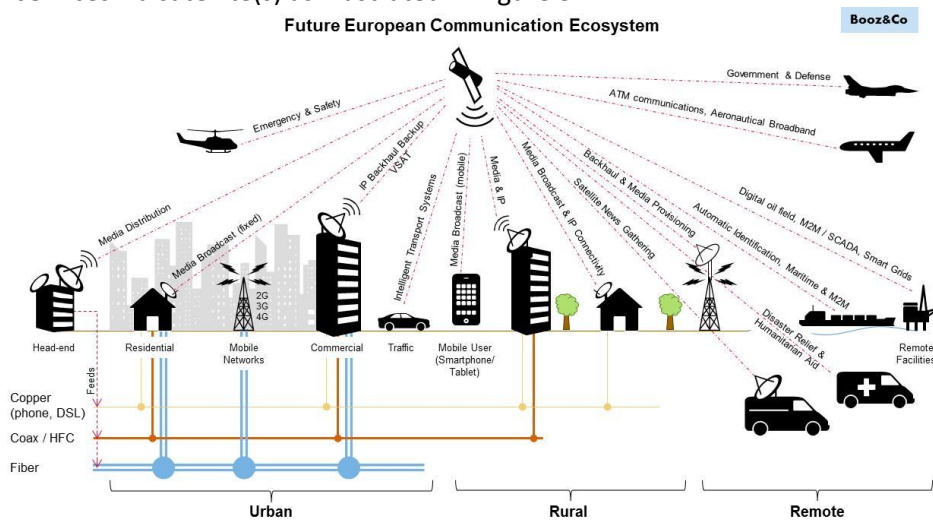 Future European Communication Ecosystem
Booz&Co
Government & Defense
ATM communications, Aeronautical Broadband
Emergency & Safety
IP Backhaul Backup
VSAT
Media Distribution
Media Broadcast (fixed)
Intelligent Transport Systems
Media Broadcast (mobile)
Media & IP
Media Broadcast & IP Connectivity
Satellite News Gathering
Backhaul & Media Provisioning
Automatic Identification, Maritime & M2M
Digital oil field, M2M / SCADA, Smart Grids
Disaster Relief &
Humanitarian Aid
2G
3G
4G
Head-end
Residential
Mobile
Networks
Commercial
Traffic
Mobile User
(Smartphone/
Tablet)
Remote
Facilities
Feeds
Copper
(phone, DSL)
Coax / HFC
Fiber
Urban
Rural
Remote